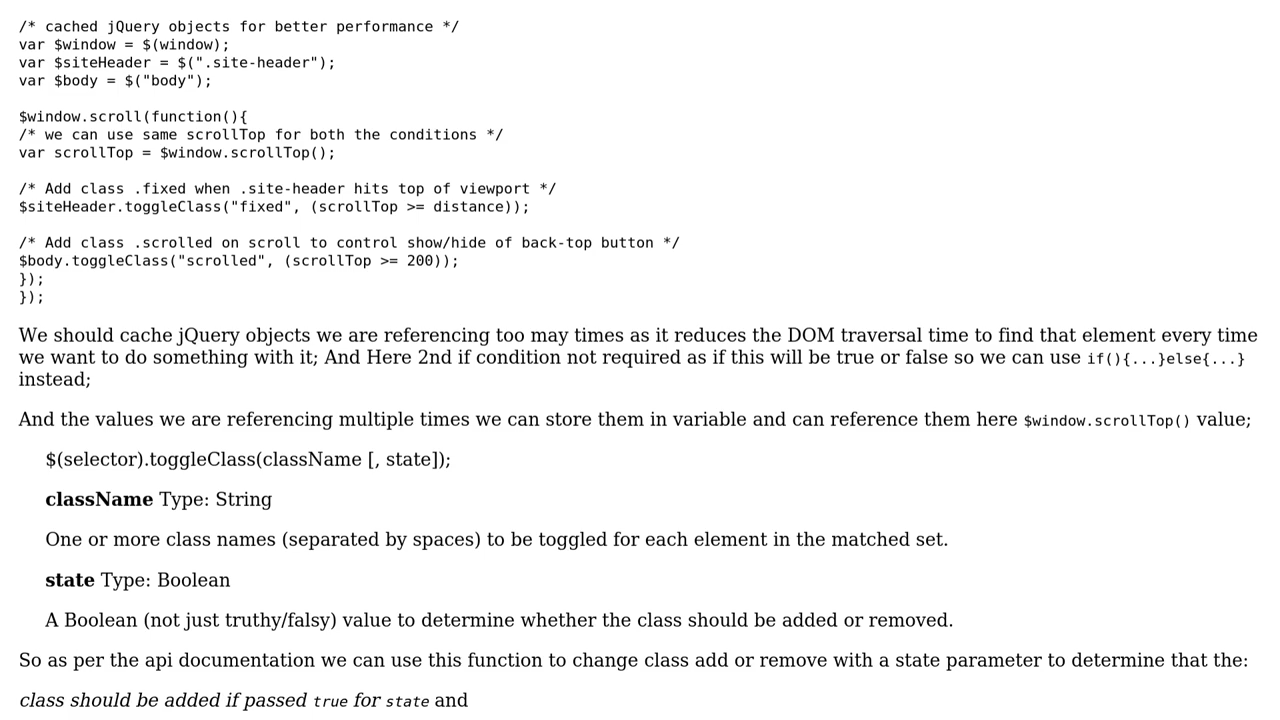 /* cached jQuery objects for better performance */
var $window = $(window);
var $siteHeader = $(".site-header");
var $body = $("body");

$window.scroll(function(){
/* we can use same scrollTop for both the conditions */
var scrollTop = $window.scrollTop();

/* Add class .fixed when .site-header hits top of viewport */
$siteHeader.toggleClass("fixed", (scrollTop >= distance));

/* Add class .scrolled on scroll to control show/hide of back-top button */
$body.toggleClass("scrolled", (scrollTop >= 200));
});
});

We should cache jQuery objects we are referencing too may times as it reduces the DOM traversal time to find that element every time
we want to do something with it; And Here 2nd if condition not required as if this will be true or false so we can use if(){...}else{...}
instead;

And the values we are referencing multiple times we can store them in variable and can reference them here $window.scrollTop() value;

$(selector).toggleClass(className [, state]);

className Type: String

One or more class names (separated by spaces) to be toggled for each element in the matched set.

state Type: Boolean

A Boolean (not just truthy/falsy) value to determine whether the class should be added or removed.

So as per the api documentation we can use this function to change class add or remove with a state parameter to determine that the:

class should be added if passed true for state and